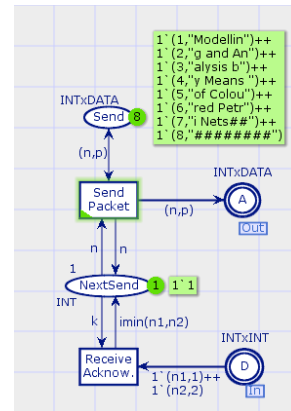 1`(1,"Modellin")++
1`(2,"g and An")++
1`(3,"alysis b")++
1`(4,"y Means ")++
1`(5,"of Colou")++
1`(6,"red Petr")++
1`(7,"i Nets##")++
1`(8,"########")
INTxDATA
Send
8
(n,p)
INTxDATA
Send
Packet
(n,p)
A
Out
n
n
1
NextSend
1
1`1
INT
k
imin(n1,n2)
INTxINT
Receive
Acknow.
1`(n1,1)++
1`(n2,2)
D
In